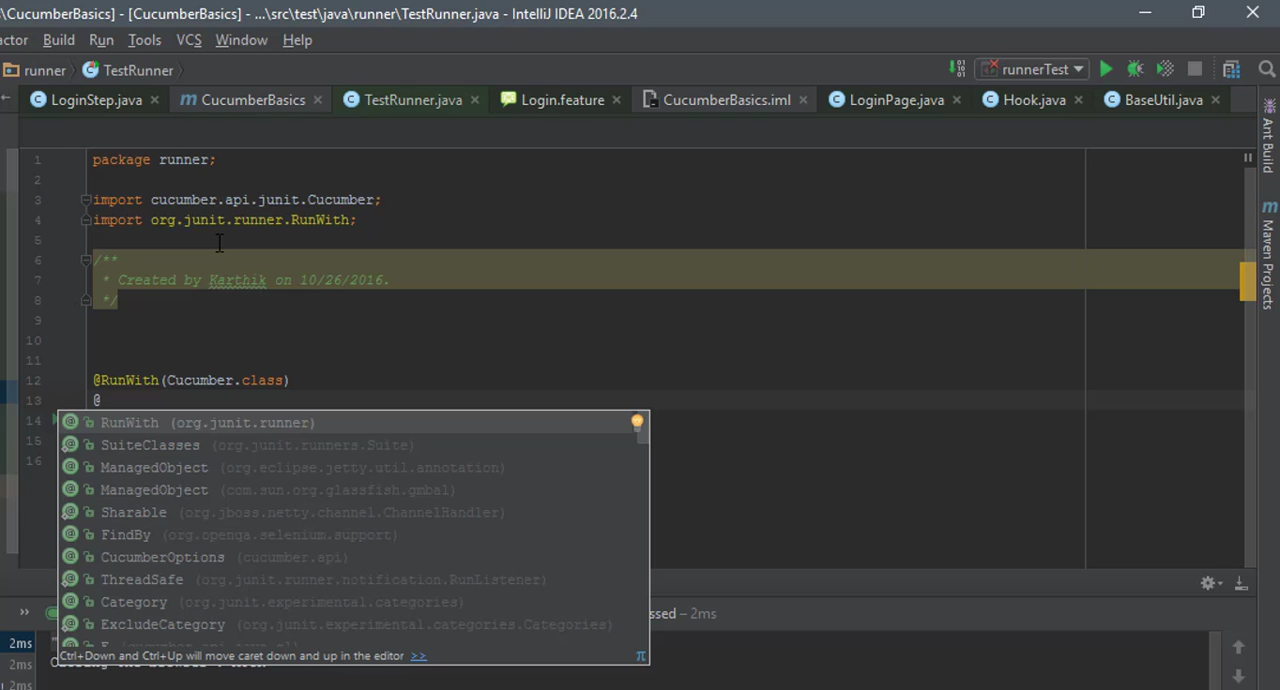 \CucumberBasics] - [CucumberBasics] - ...\src\test\java\runner\TestRunner.java - IntelliJ IDEA 2016.2.4
actor Build Run Tools VCS Window Help
runner TestRunner runnerTest
LoginStep.java CucumberBasics TestRunner.java Login.feature CucumberBasics.iml LoginPage.java Hook.java BaseUtil.java
1 package runner;
2
3 import cucumber.api.junit.Cucumber;
4 import org.junit.runner.RunWith;
5
6 /**
7 * Created by Karthik on 10/26/2016.
8 */
9
10
11
12 @RunWith(Cucumber.class)
13 @
14
15
16
RunWith (org.junit.runner)
SuiteClasses (org.junit.runners.Suite)
ManagedObject (org.eclipse.jetty.util.annotation)
ManagedObject (com.sun.org.glassfish.gmbal)
Sharable (org.jboss.netty.channel.ChannelHandler)
FindBy (org.openqa.selenium.support)
CucumberOptions (cucumber.api)
ThreadSafe (org.junit.runner.notification.RunListener)
Category (org.junit.experimental.categories)
ExcludeCategory (org.junit.experimental.categories.Categories)
Ctrl+Down and Ctrl+Up will move caret down and up in the editor >> π
ssed – 2ms
2ms
2ms
2ms
Ant Build
Maven Projects